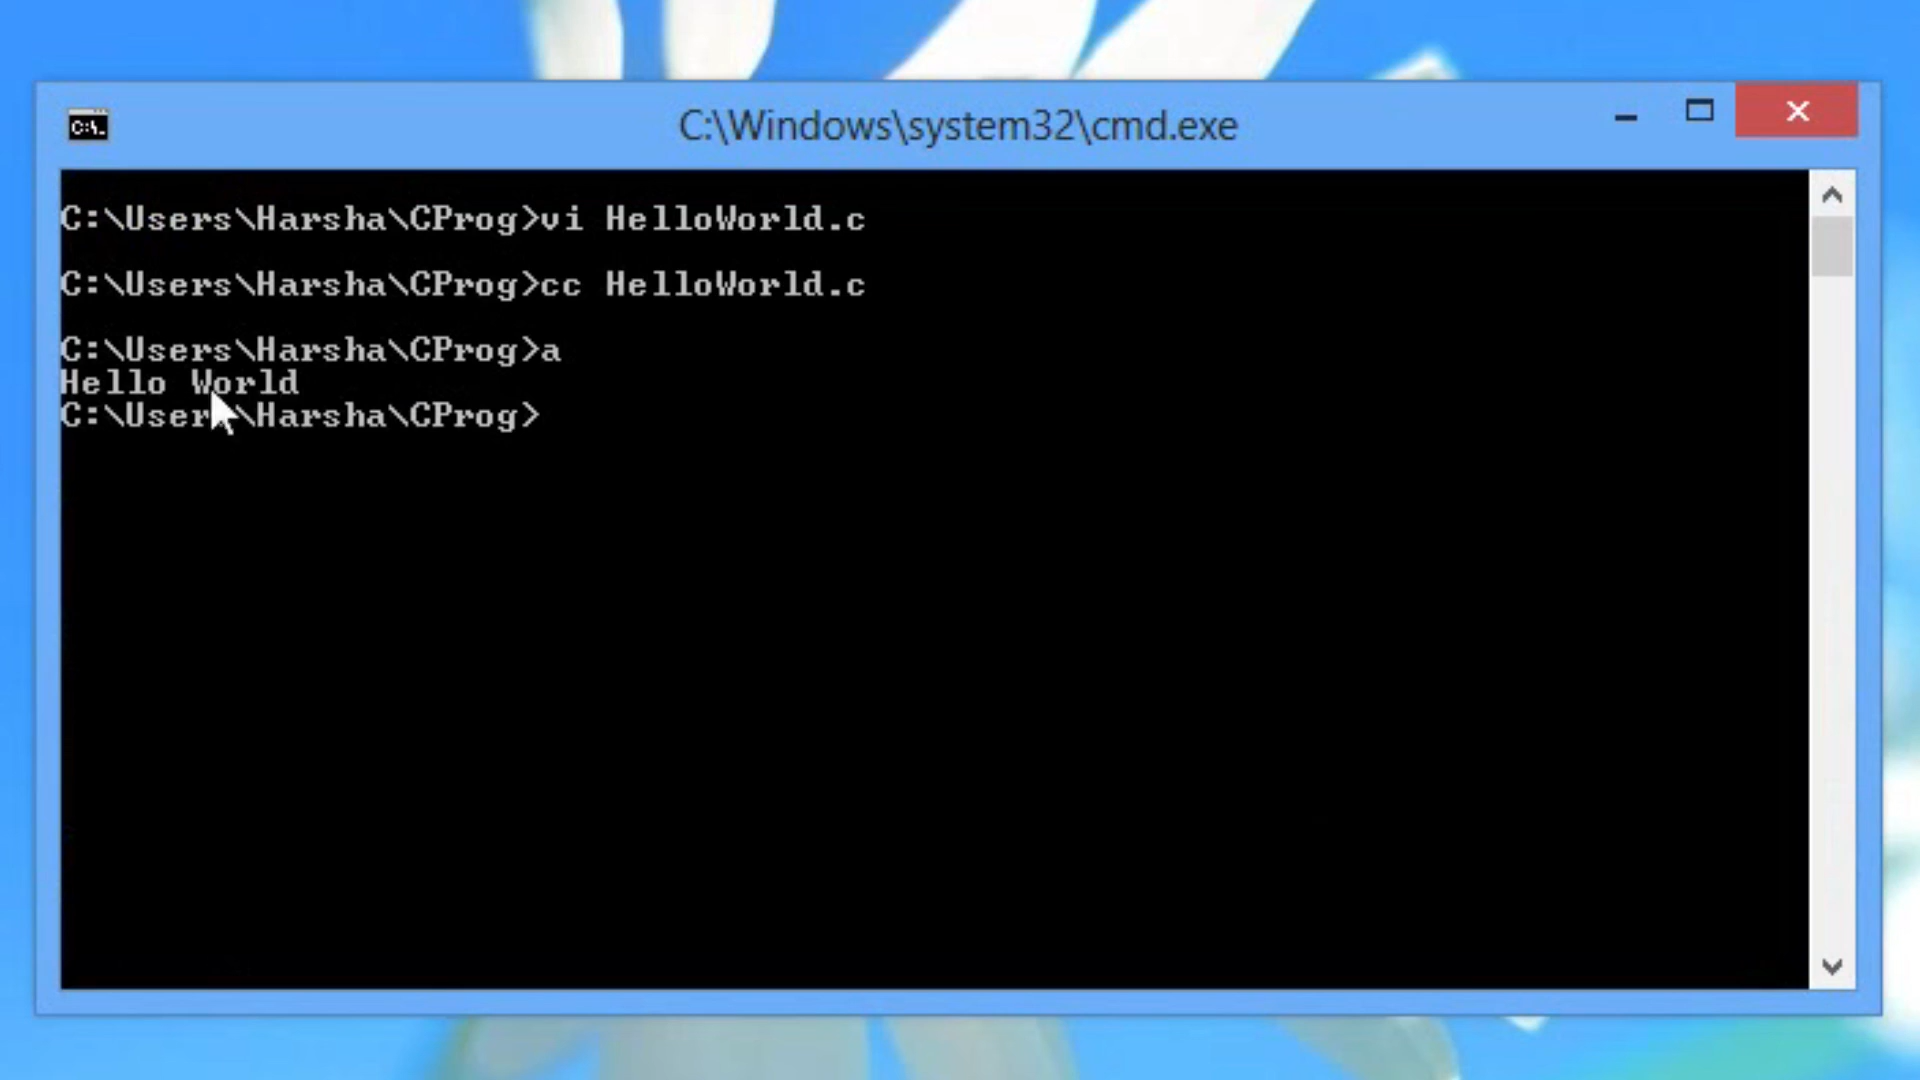 C:\Windows\system32\cmd.exe
C:\Users\Harsha\CProg>vi HelloWorld.c
C:\Users\Harsha\CProg>cc HelloWorld.c
C:\Users\Harsha\CProg>a
Hello World
C:\Users\Harsha\CProg>